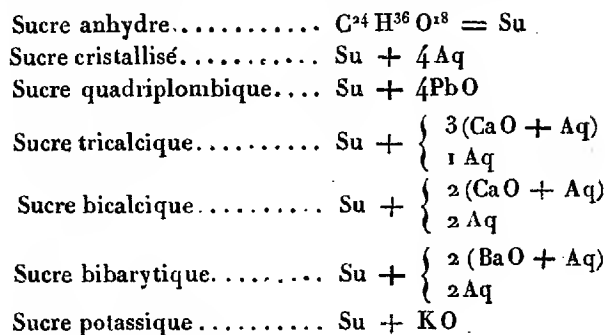 Sucre anhydre.......... C²⁴ H³⁶ O¹⁸ = Su
Sucre cristallisé......... Su + 4Aq
Sucre quadriplombique.... Su + 4PbO
Sucre tricalcique.......... Su + { 3(CaO + Aq)
1 Aq
Sucre bicalcique.......... Su + { 2(CaO + Aq)
2 Aq
Sucre bibarytique......... Su + { 2(BaO + Aq)
2Aq
Sucre potassique.......... Su + KO